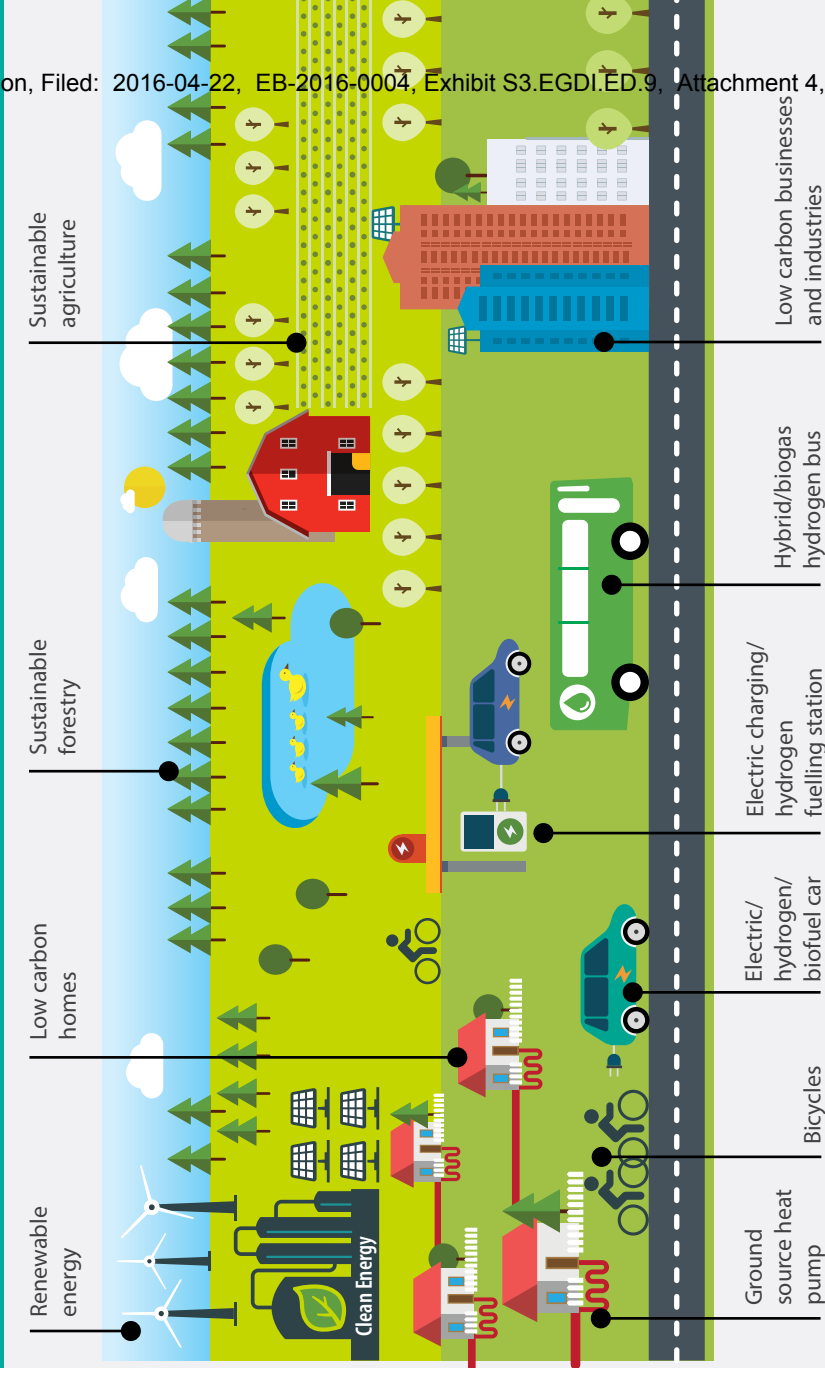 on, Filed: 2016-04-22, EB-2016-0004, Exhibit S3.EGDI.ED.9, Attachment 4,
Renewable
energy
Low carbon
homes
Sustainable
forestry
Sustainable
agriculture
Clean Energy
Ground
source heat
pump
Bicycles
Electric/
hydrogen/
biofuel car
Electric charging/
hydrogen
fuelling station
Hybrid/biogas
hydrogen bus
Low carbon businesses
and industries